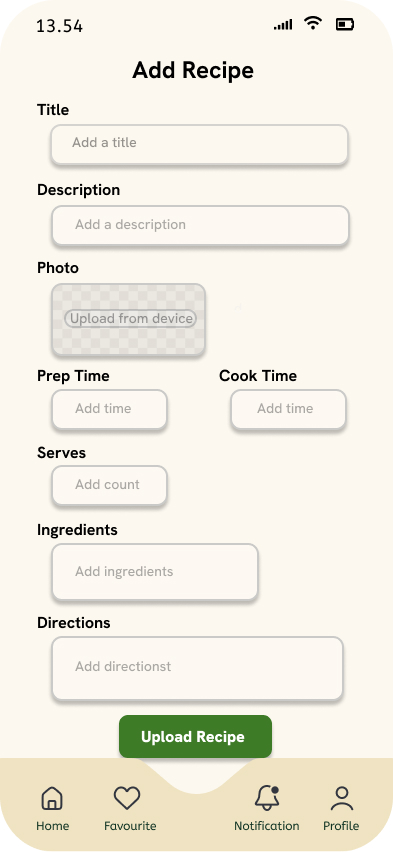 13.54
Add Recipe
Title
Add a title
Description
Add a description
Photo
Upload from device
Prep Time Cook Time
Add time Add time
Serves
Add count
Ingredients
Add ingredients
Directions
Add directionst
Upload Recipe
Home Favourite Notification Profile